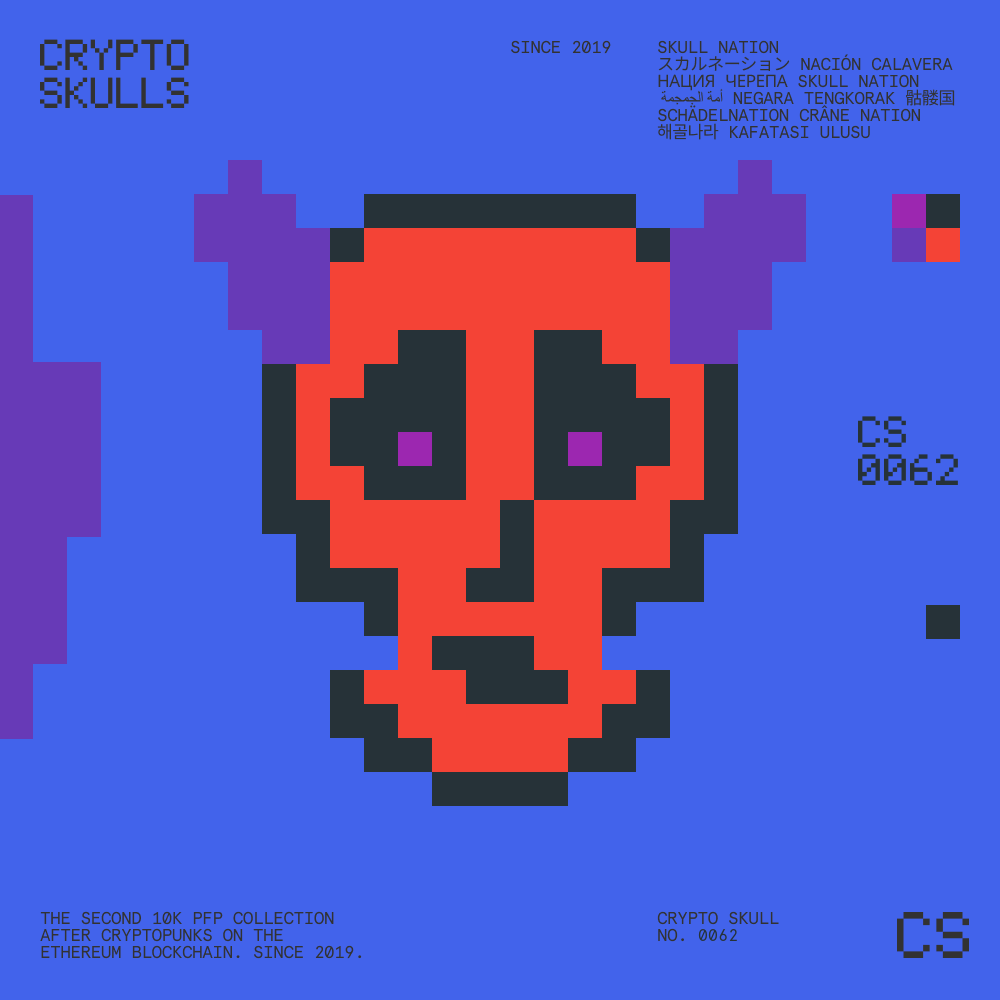 CRYPTO
SKULLS
SINCE 2019
SKULL NATION
スカルネーション NACIÓN CALAVERA
НАЦИЯ ЧЕРЕПА SKULL NATION
أمة الجمجمة NEGARA TENGKORAK 骷髅国
SCHÄDELNATION CRÂNE NATION
해골나라 KAFATASI ULUSU
CS
0062
THE SECOND 10K PFP COLLECTION
AFTER CRYPTOPUNKS ON THE
ETHEREUM BLOCKCHAIN. SINCE 2019.
CRYPTO SKULL
NO. 0062
CS